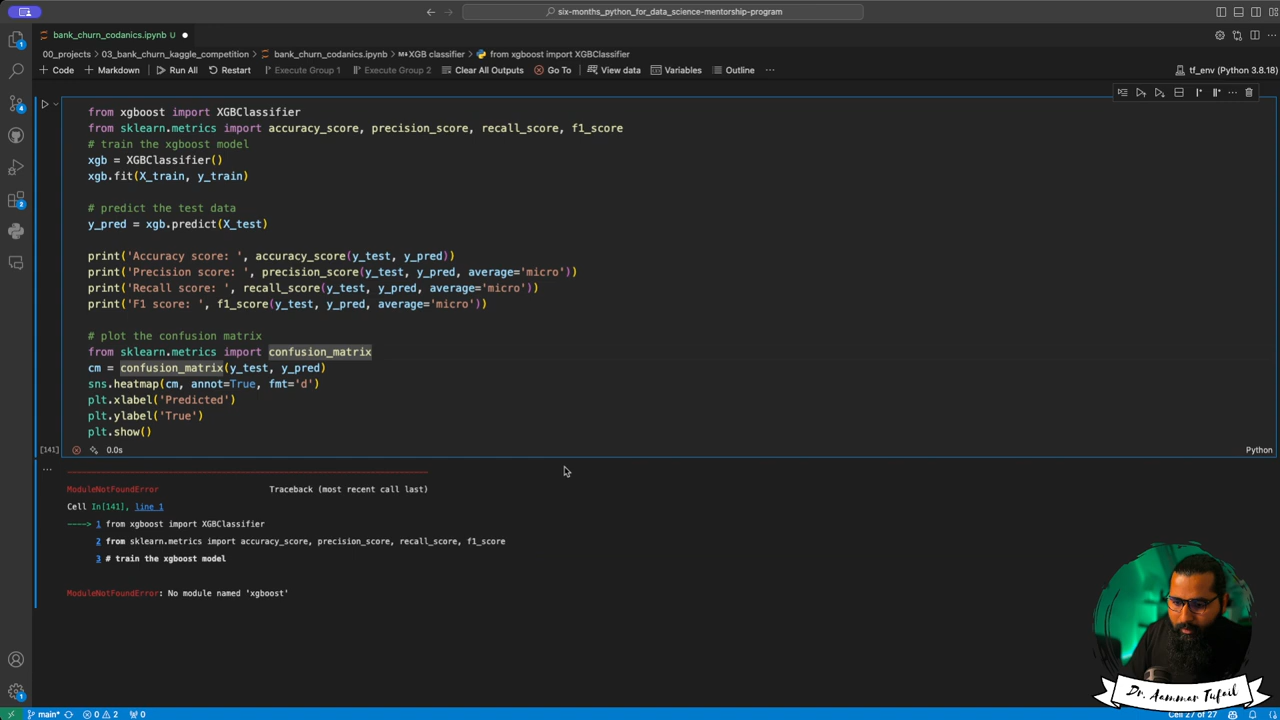 six-months_python_for_data_science-mentorship-program
bank_churn_codanics.ipynb U
00_projects > 03_bank_churn_kaggle_competition > bank_churn_codanics.ipynb > XGB classifier > from xgboost import XGBClassifier
+ Code + Markdown Run All Restart Execute Group 1 Execute Group 2 Clear All Outputs Go To View data Variables Outline ... tf_env (Python 3.8.18)
from xgboost import XGBClassifier
from sklearn.metrics import accuracy_score, precision_score, recall_score, f1_score
# train the xgboost model
xgb = XGBClassifier()
xgb.fit(X_train, y_train)
# predict the test data
y_pred = xgb.predict(X_test)
print('Accuracy score: ', accuracy_score(y_test, y_pred))
print('Precision score: ', precision_score(y_test, y_pred, average='micro'))
print('Recall score: ', recall_score(y_test, y_pred, average='micro'))
print('F1 score: ', f1_score(y_test, y_pred, average='micro'))
# plot the confusion matrix
from sklearn.metrics import confusion_matrix
cm = confusion_matrix(y_test, y_pred)
sns.heatmap(cm, annot=True, fmt='d')
plt.xlabel('Predicted')
plt.ylabel('True')
plt.show()
[141] 0.0s Python
ModuleNotFoundError Traceback (most recent call last)
Cell In[141], line 1
----> 1 from xgboost import XGBClassifier
2 from sklearn.metrics import accuracy_score, precision_score, recall_score, f1_score
3 # train the xgboost model
ModuleNotFoundError: No module named 'xgboost'
Dr. Aammar Tufail
main* 0 2 0 Cell 27 of 27